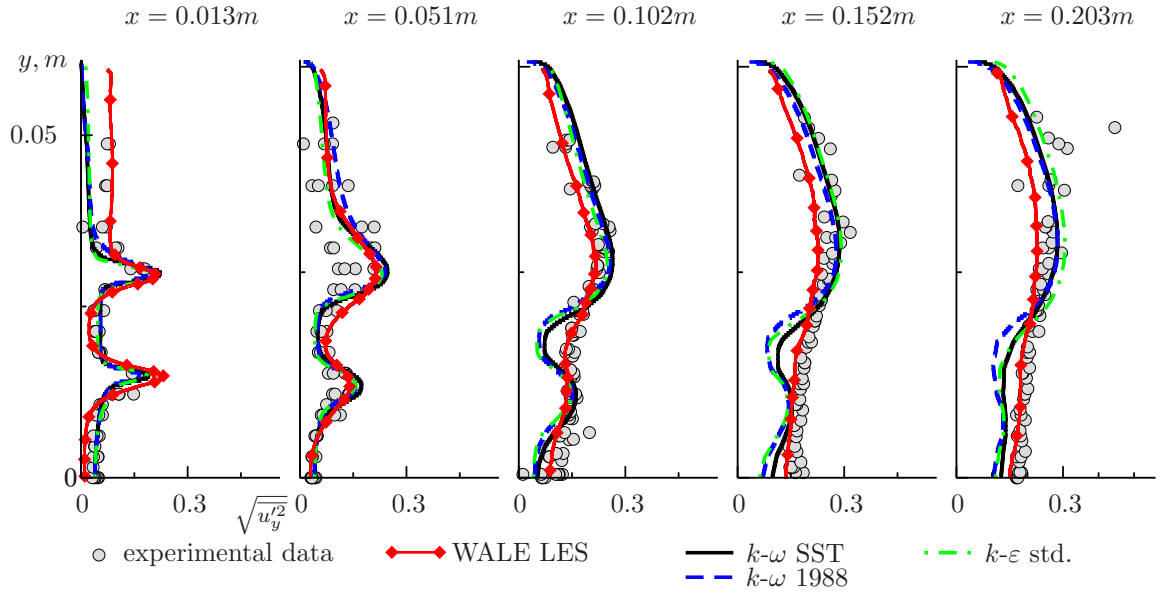 x = 0.013m x = 0.051m x = 0.102m x = 0.152m x = 0.203m
y, m
0.05
0
0 0.3 0 0.3 0 0.3 0 0.3 0 0.3
√u′²y
experimental data WALE LES k-ω SST k-ε std.
k-ω 1988